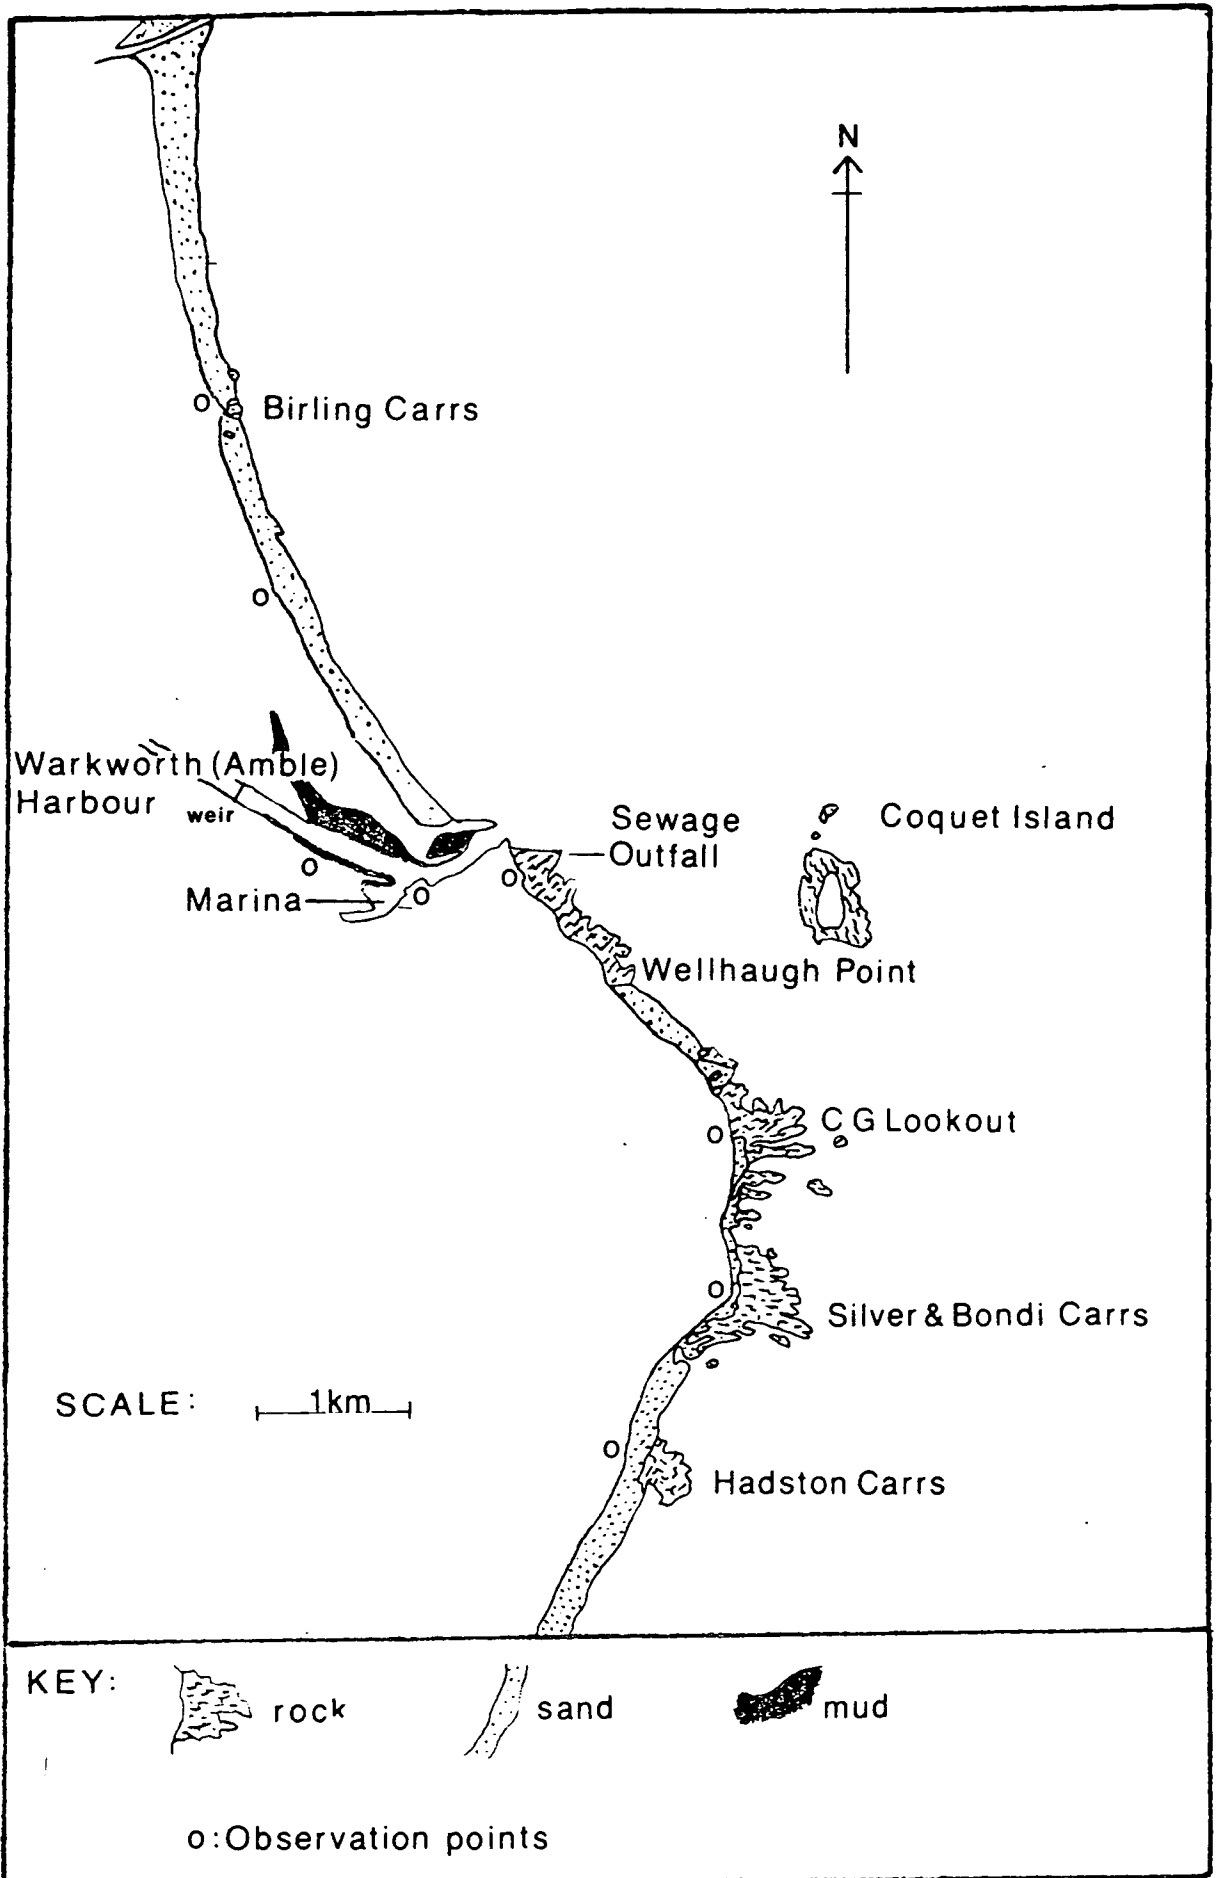 N
Birling Carrs
Warkworth (Amble)
Harbour
weir
Sewage
Outfall
Coquet Island
Marina
Wellhaugh Point
C G Lookout
Silver & Bondi Carrs
SCALE: 1km
Hadston Carrs
KEY:
rock
sand
mud
o: Observation points